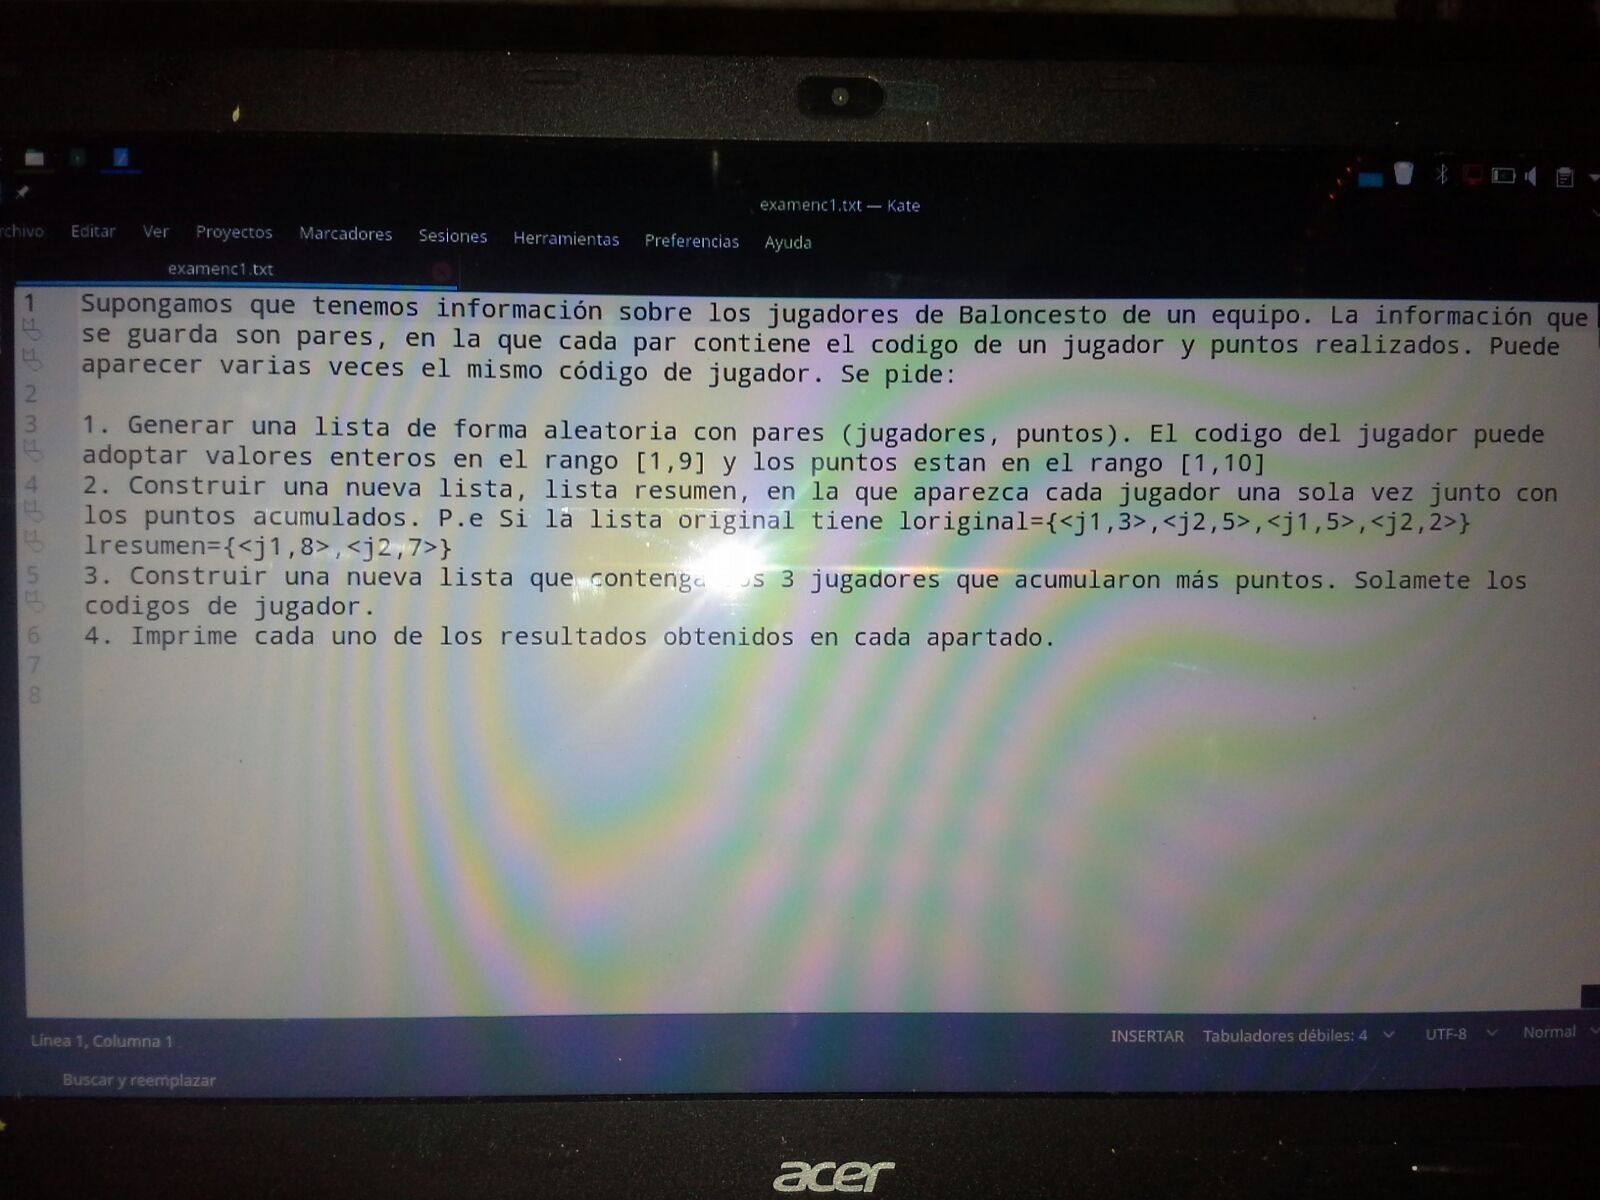 examenc1.txt — Kate
rchivo Editar Ver Proyectos Marcadores Sesiones Herramientas Preferencias Ayuda
examenc1.txt
1 Supongamos que tenemos información sobre los jugadores de Baloncesto de un equipo. La información que
se guarda son pares, en la que cada par contiene el codigo de un jugador y puntos realizados. Puede
aparecer varias veces el mismo código de jugador. Se pide:
2
3 1. Generar una lista de forma aleatoria con pares (jugadores, puntos). El codigo del jugador puede
adoptar valores enteros en el rango [1,9] y los puntos estan en el rango [1,10]
4 2. Construir una nueva lista, lista resumen, en la que aparezca cada jugador una sola vez junto con
los puntos acumulados. P.e Si la lista original tiene loriginal={<j1,3>,<j2,5>,<j1,5>,<j2,2>}
lresumen={<j1,8>,<j2,7>}
5 3. Construir una nueva lista que contenga 3 jugadores que acumularon más puntos. Solamete los
codigos de jugador.
6 4. Imprime cada uno de los resultados obtenidos en cada apartado.
7
8
Línea 1, Columna 1 INSERTAR Tabuladores débiles: 4 UTF-8 Normal
Buscar y reemplazar
acer